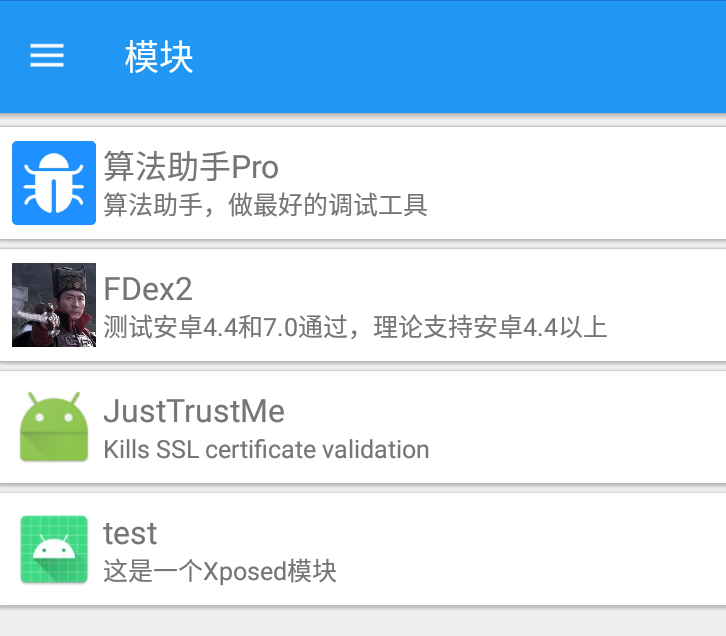 模块
算法助手Pro
算法助手，做最好的调试工具
FDex2
测试安卓4.4和7.0通过，理论支持安卓4.4以上
JustTrustMe
Kills SSL certificate validation
test
这是一个Xposed模块